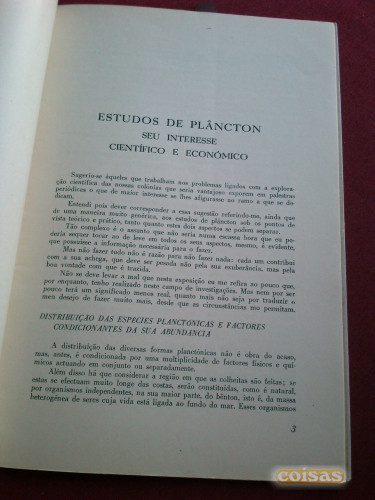 ESTUDOS DE PLÂNCTON
SEU INTERESSE
CIENTÍFICO E ECONÓMICO
Sugeriu-se àqueles que trabalham nos problemas ligados com a explora-
ção científica das nossas colónias que seria vantajoso exporem em palestras
periódicas o que de maior interesse se lhes afigurasse no ramo a que se de-
dicam.
Entendi pois dever corresponder a essa sugestão referindo-me, ainda que
de uma maneira muito genérica, aos estudos de plâncton sob os pontos de
vista teórico e prático, tanto quanto estes dois aspectos se podem separar.
Tão complexo é o assunto que não seria numa escassa hora que eu po-
deria sequer tocar ao de leve em todos os seus aspectos, mesmo, é evidente,
que possuísse a informação necessária para o fazer.
Mas não fazer tudo não é razão para não fazer nada: cada um contribui
com a sua achega, que deve ser pesada não pela sua exuberância, mas pela
boa vontade com que é trazida.
Não se deve levar a mal que nesta exposição eu me refira ao pouco que,
por enquanto, tenho realizado neste campo de investigações. Mas nem por ser
pouco terá um significado menos real, quanto mais não seja por traduzir o
meu desejo de fazer muito mais, desde que as circunstâncias mo permitam.
DISTRIBUIÇÃO DAS ESPÉCIES PLANCTÓNICAS E FACTORES
CONDICIONANTES DA SUA ABUNDÂNCIA
A distribuição das diversas formas planctónicas não é obra do acaso,
mas, antes, é condicionada por uma multiplicidade de factores físicos e quí-
micos actuando em conjunto ou separadamente.
Além disso há que considerar a região em que as colheitas são feitas; se
estas se efectuam muito longe das costas, serão constituídas, como é natural,
por organismos independentes, na sua maior parte, do bênton, isto é, da massa
heterogénea de seres cuja vida está ligada ao fundo do mar. Esses organismos
3
coisas